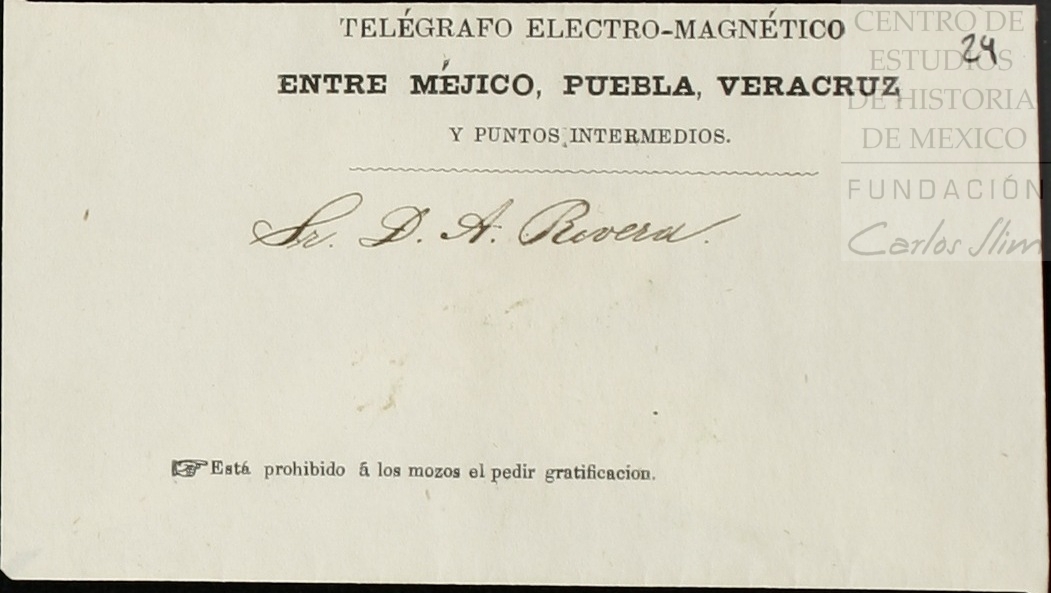 TELÉGRAFO ELECTRO-MAGNÉTICO
ENTRE MÉJICO, PUEBLA, VERACRUZ
Y PUNTOS INTERMEDIOS.
Sr. D. A. Rivera.
☞ Está prohibido á los mozos el pedir gratificacion.
24
CENTRO DE
ESTUDIOS
DE HISTORIA
DE MEXICO
FUNDACIÓN
Carlos Slim